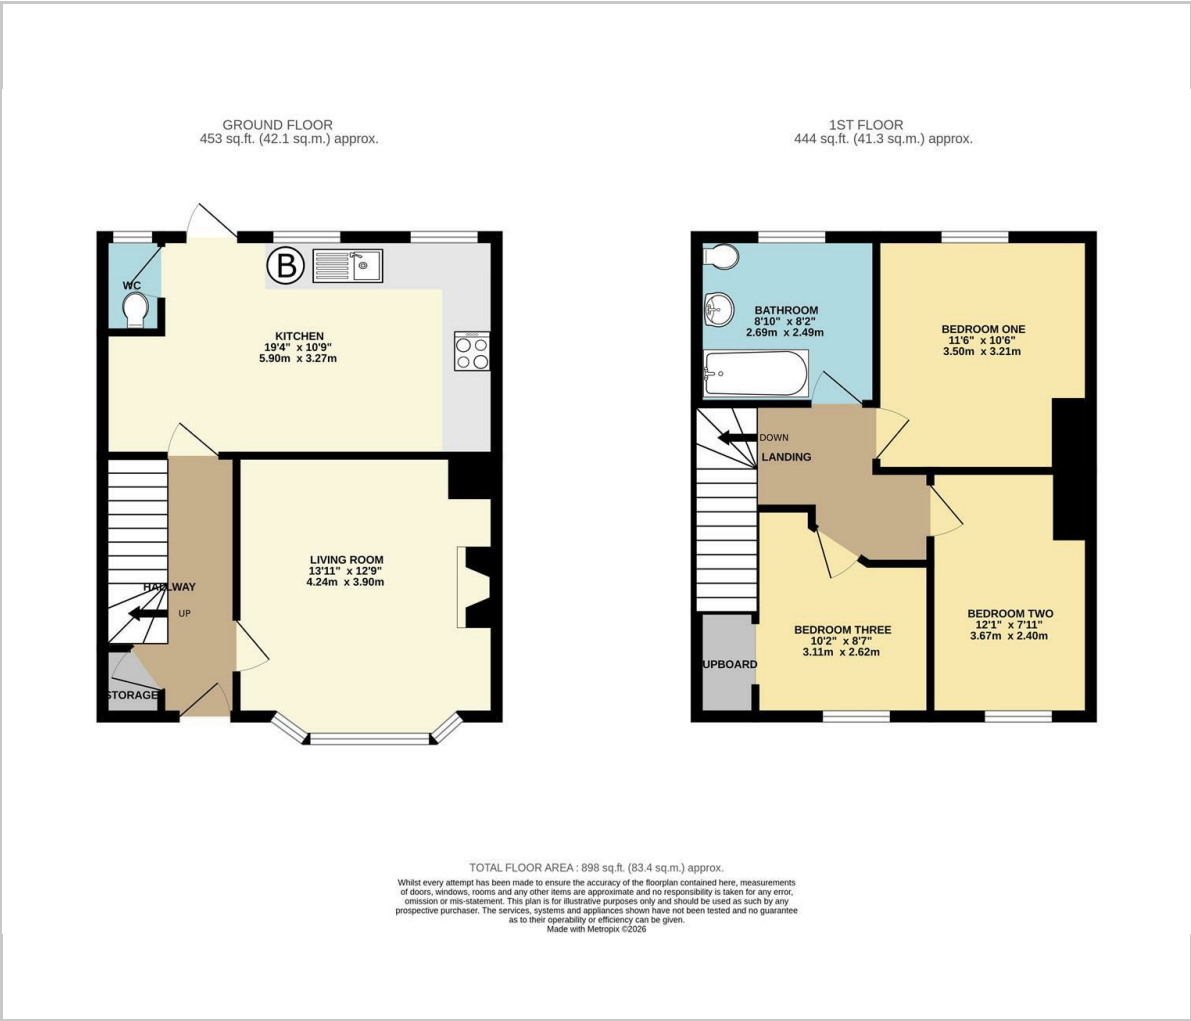 GROUND FLOOR
453 sq.ft. (42.1 sq.m.) approx.
1ST FLOOR
444 sq.ft. (41.3 sq.m.) approx.
B
WC
KITCHEN
19'4" x 10'9"
5.90m x 3.27m
HALLWAY
UP
LIVING ROOM
13'11" x 12'9"
4.24m x 3.90m
STORAGE
BATHROOM
8'10" x 8'2"
2.69m x 2.49m
BEDROOM ONE
11'6" x 10'6"
3.50m x 3.21m
DOWN
LANDING
BEDROOM TWO
12'1" x 7'11"
3.67m x 2.40m
BEDROOM THREE
10'2" x 8'7"
3.11m x 2.62m
UPBOARD
TOTAL FLOOR AREA : 898 sq.ft. (83.4 sq.m.) approx.
Whilst every attempt has been made to ensure the accuracy of the floorplan contained here, measurements
of doors, windows, rooms and any other items are approximate and no responsibility is taken for any error,
omission or mis-statement. This plan is for illustrative purposes only and should be used as such by any
prospective purchaser. The services, systems and appliances shown have not been tested and no guarantee
as to their operability or efficiency can be given.
Made with Metropix ©2026